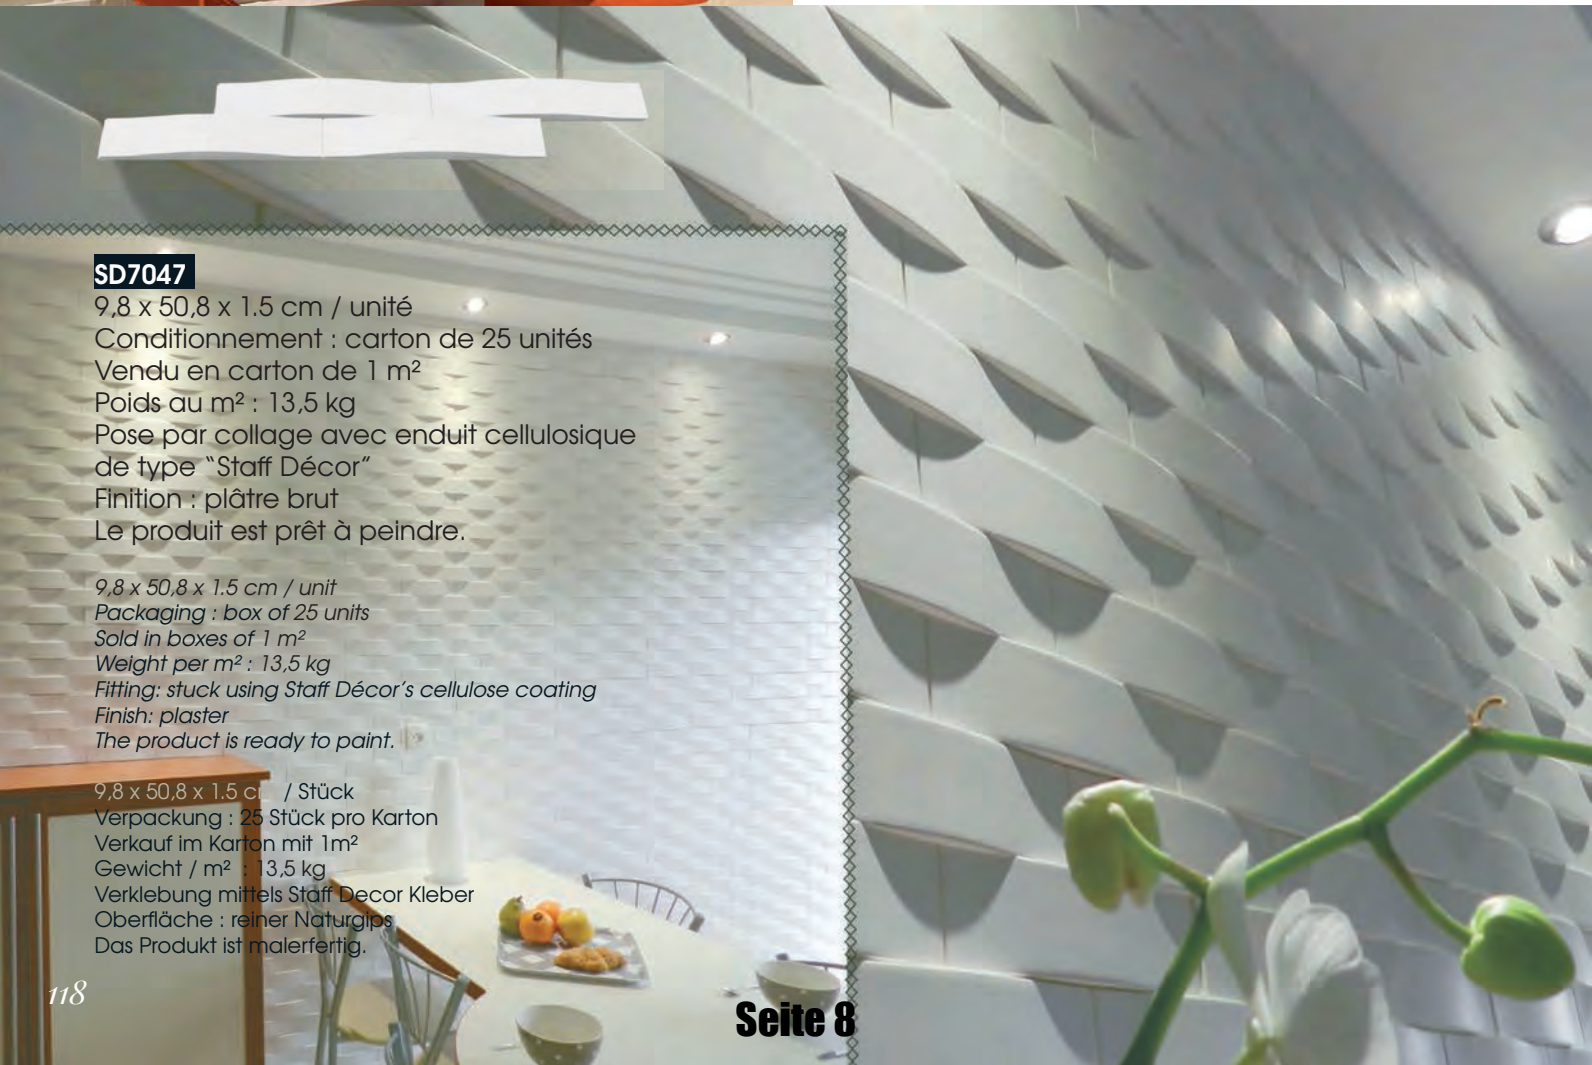 SD7047
9,8 x 50,8 x 1.5 cm / unité
Conditionnement : carton de 25 unités
Vendu en carton de 1 m²
Poids au m² : 13,5 kg
Pose par collage avec enduit cellulosique
de type “Staff Décor”
Finition : plâtre brut
Le produit est prêt à peindre.
9,8 x 50,8 x 1.5 cm / unit
Packaging : box of 25 units
Sold in boxes of 1 m²
Weight per m² : 13,5 kg
Fitting: stuck using Staff Décor’s cellulose coating
Finish: plaster
The product is ready to paint.
9,8 x 50,8 x 1.5 cm / Stück
Verpackung : 25 Stück pro Karton
Verkauf im Karton mit 1m²
Gewicht / m² : 13,5 kg
Verklebung mittels Staff Decor Kleber
Oberfläche : reiner Naturgips
Das Produkt ist malerfertig.
118
Seite 8